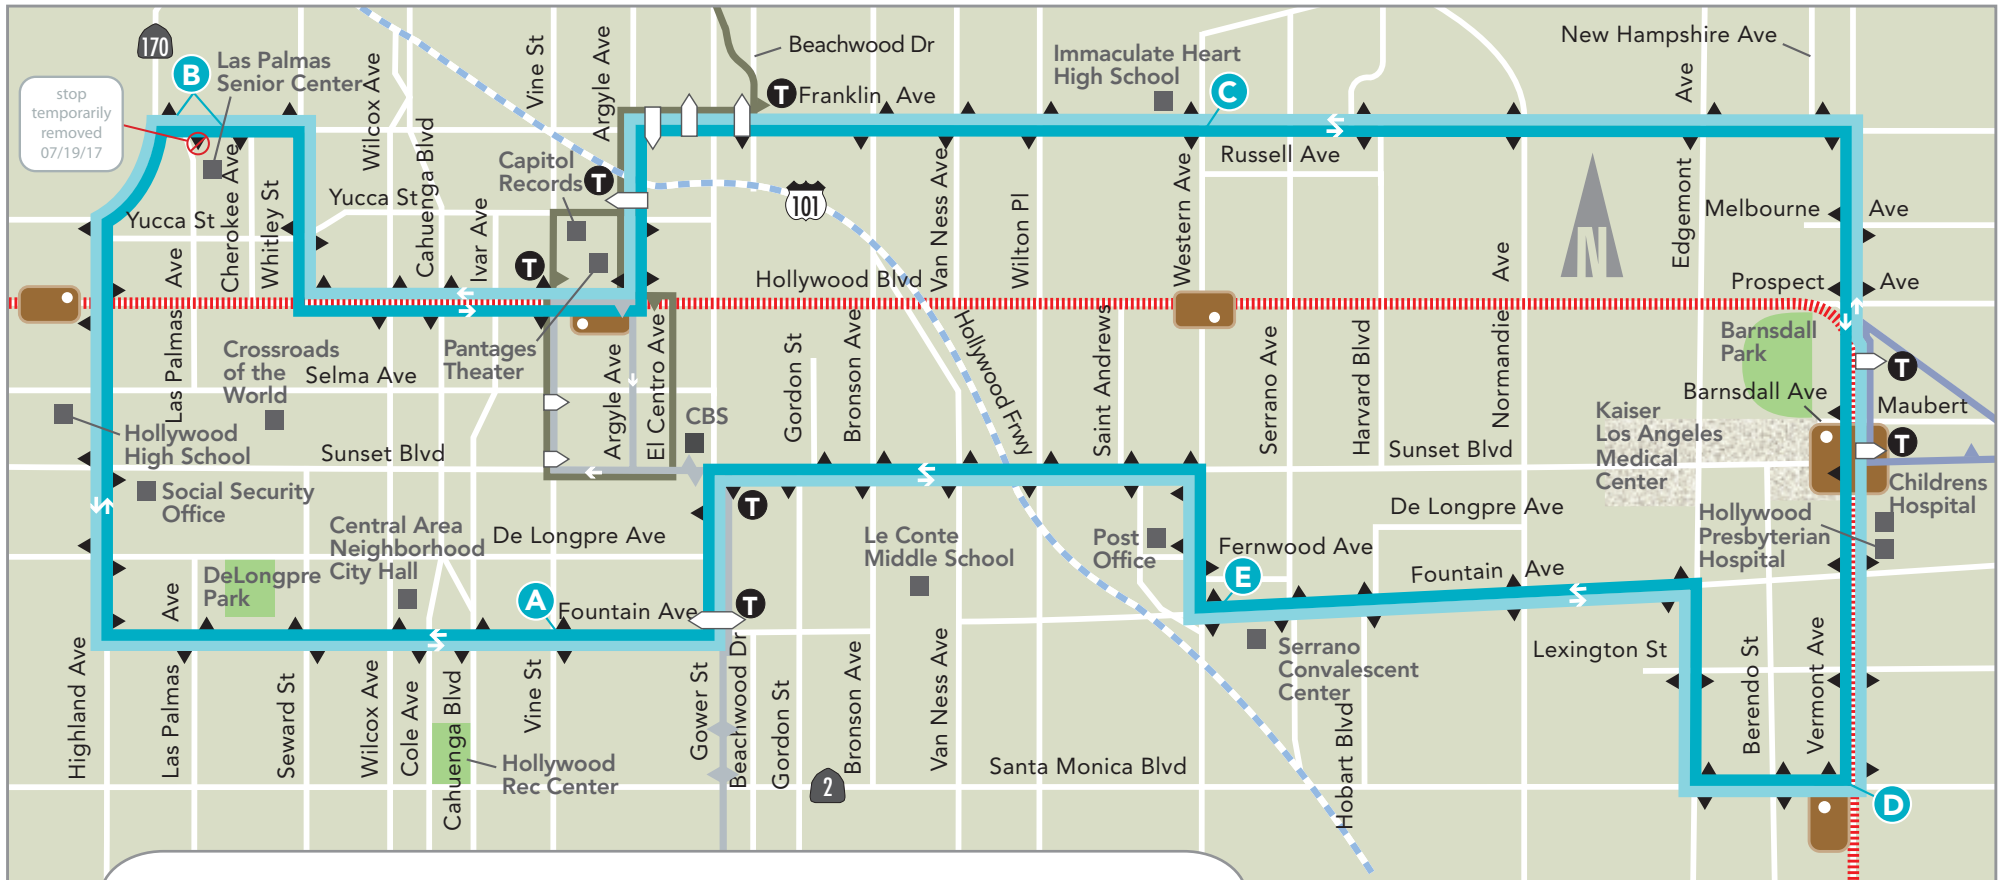 170
B
Las Palmas
Senior Center
stop
temporarily
removed
07/19/17
Wilcox Ave
Cahuenga Blvd
Vine St
Argyle Ave
Beachwood Dr
T
Franklin Ave
Immaculate Heart
High School
C
New Hampshire Ave
Edgemont
Ave
Capitol
Records
T
Russell Ave
Yucca St
Yucca St
Cherokee Ave
Whitley St
Ivar Ave
T
101
Van Ness Ave
Wilton Pl
Western Ave
N
Melbourne Ave
Prospect Ave
Hollywood Blvd
Las Palmas Ave
Crossroads
of the
World
Selma Ave
Pantages
Theater
Argyle Ave
El Centro Ave
CBS
Gordon St
Bronson Ave
Hollywood Frwy
Saint Andrews
Serrano Ave
Harvard Blvd
Normandie Ave
Barnsdall
Park
Barnsdall Ave
T
Maubert
Kaiser
Los Angeles
Medical
Center
T
Childrens
Hospital
Hollywood
Presbyterian
Hospital
Hollywood
High School
Sunset Blvd
Sunset Blvd
Social Security
Office
Central Area
Neighborhood
City Hall
De Longpre Ave
De Longpre Ave
T
Le Conte
Middle School
Post
Office
Fernwood Ave
E
Fountain Ave
DeLongpre
Park
A
Fountain Ave
T
Serrano
Convalescent
Center
Lexington St
Highland Ave
Las Palmas Ave
Seward St
Wilcox Ave
Cole Ave
Cahuenga Blvd
Vine St
Hollywood
Rec Center
Gower St
Beachwood Dr
Gordon St
Bronson Ave
2
Van Ness Ave
Santa Monica Blvd
Hobart Blvd
Berendo St
Vermont Ave
D